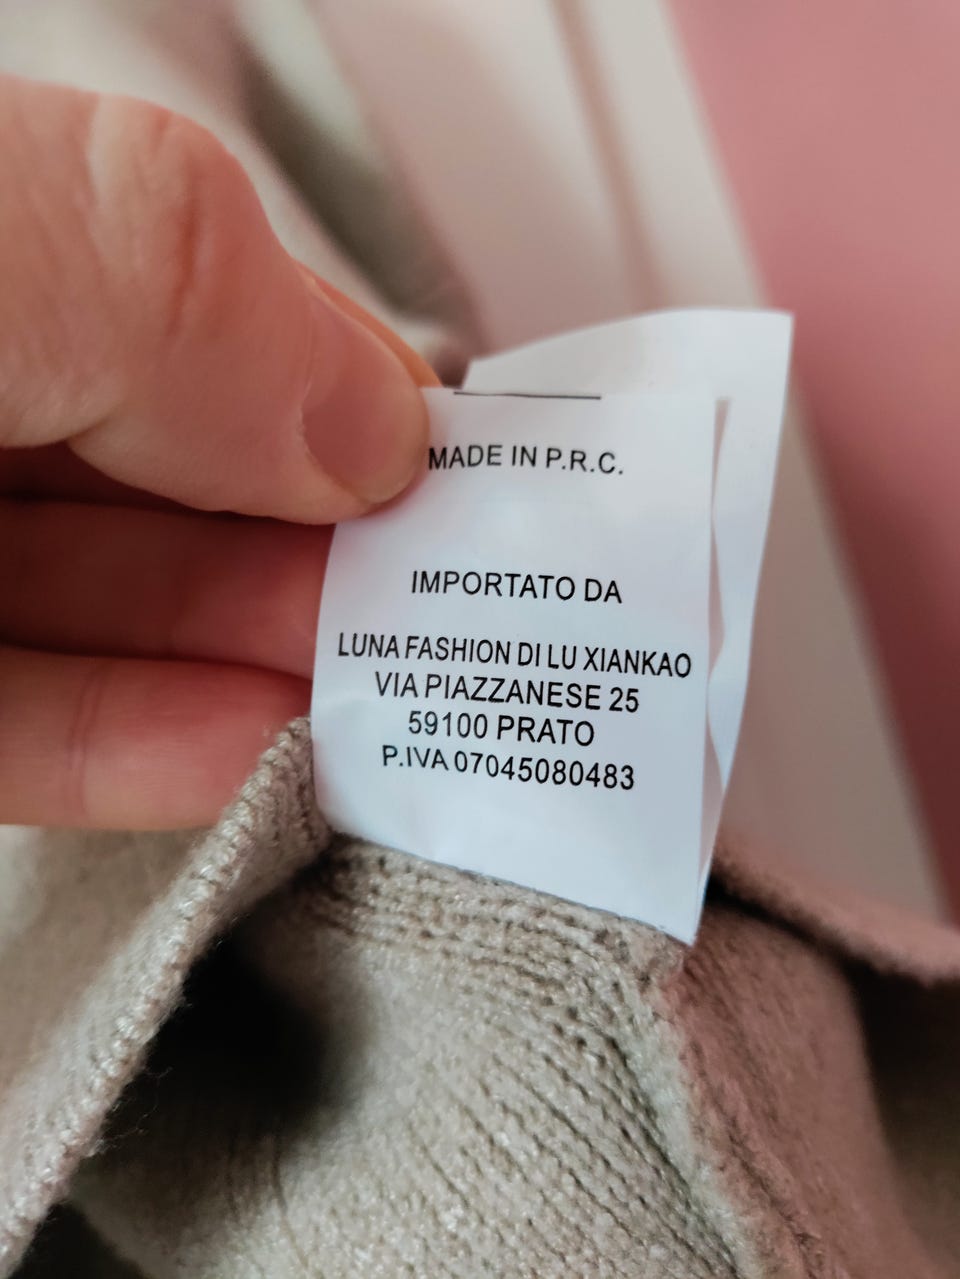 MADE IN P.R.C.
IMPORTATO DA
LUNA FASHION DI LU XIANKAO
VIA PIAZZANESE 25
59100 PRATO
P.IVA 07045080483